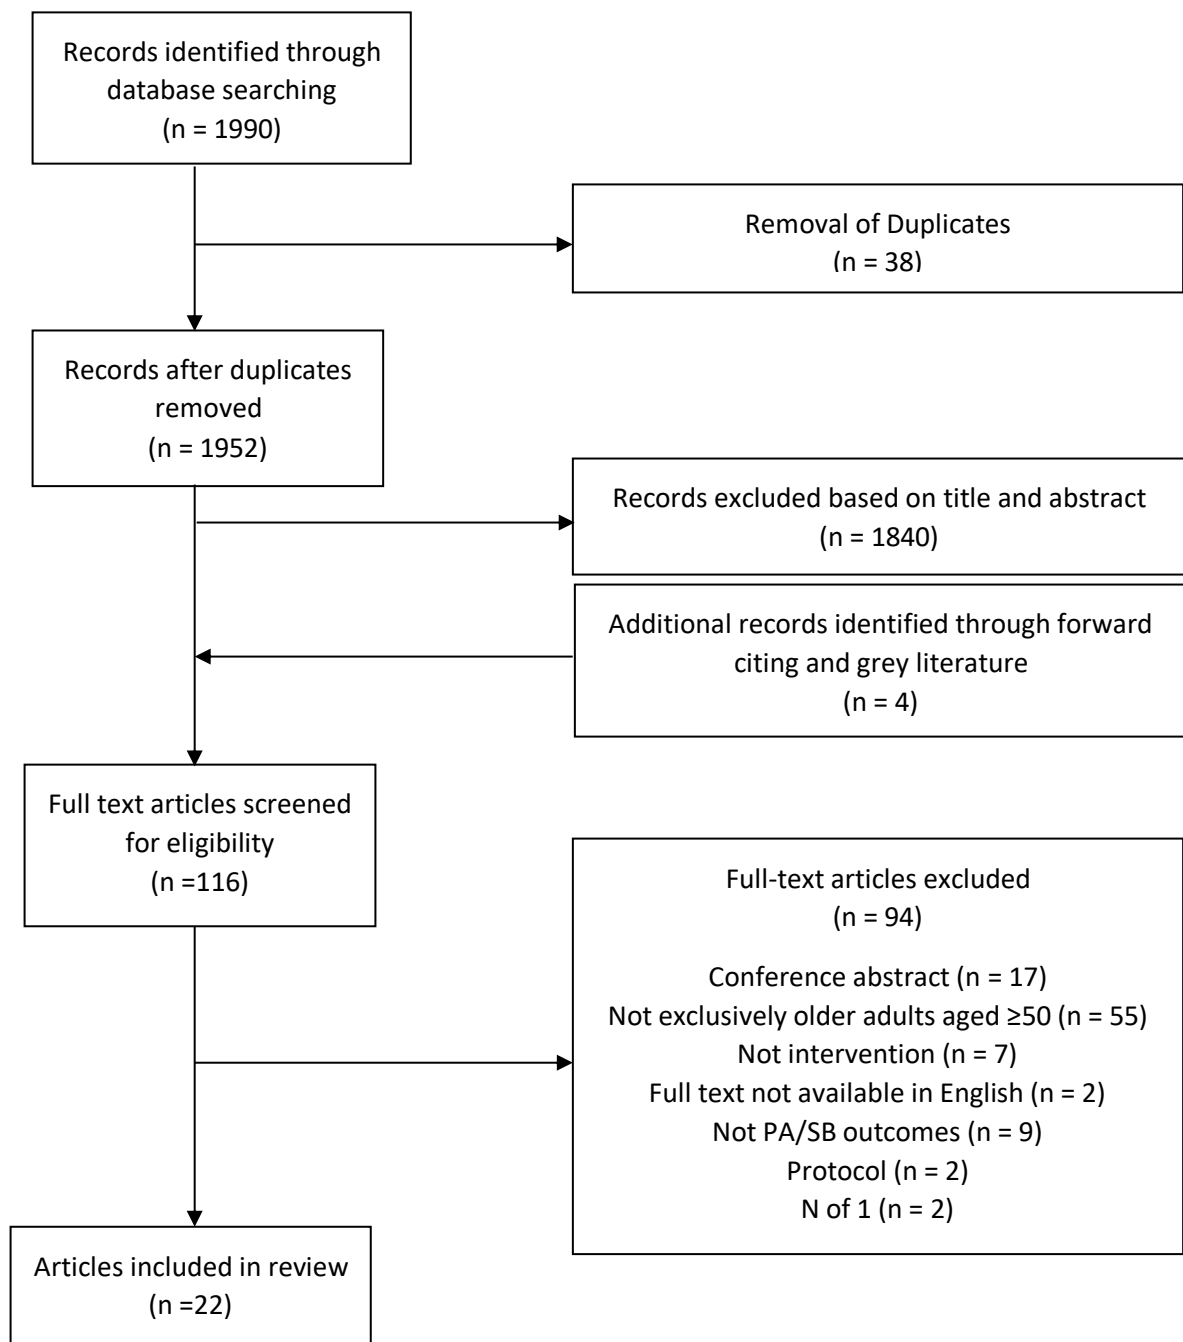 Records identified through
database searching
(n = 1990)
Removal of Duplicates
(n = 38)
Records after duplicates
removed
(n = 1952)
Records excluded based on title and abstract
(n = 1840)
Additional records identified through forward
citing and grey literature
(n = 4)
Full text articles screened
for eligibility
(n =116)
Full-text articles excluded
(n = 94)
Conference abstract (n = 17)
Not exclusively older adults aged ≥50 (n = 55)
Not intervention (n = 7)
Full text not available in English (n = 2)
Not PA/SB outcomes (n = 9)
Protocol (n = 2)
N of 1 (n = 2)
Articles included in review
(n =22)